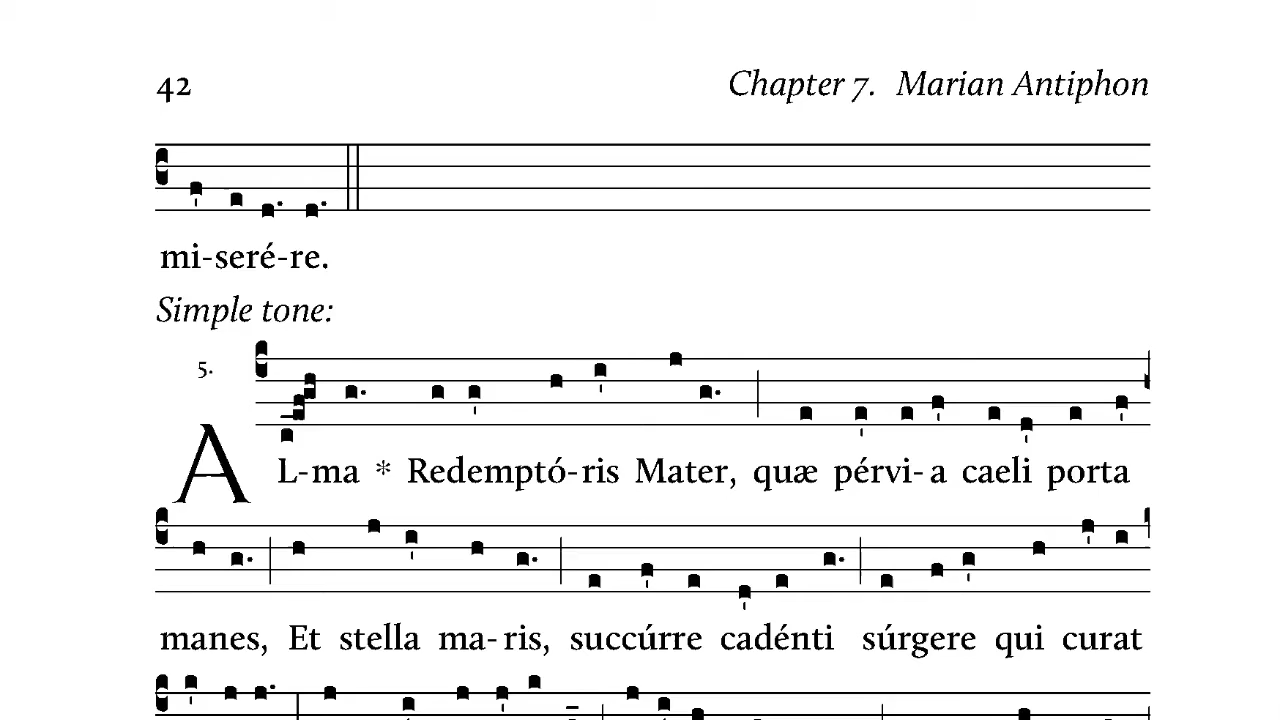 42 Chapter 7. Marian Antiphon
mi-seré-re.
Simple tone:
5.
AL-ma * Redemptó-ris Mater, quæ pérvi-a caeli porta
manes, Et stella ma-ris, succúrre cadénti súrgere qui curat